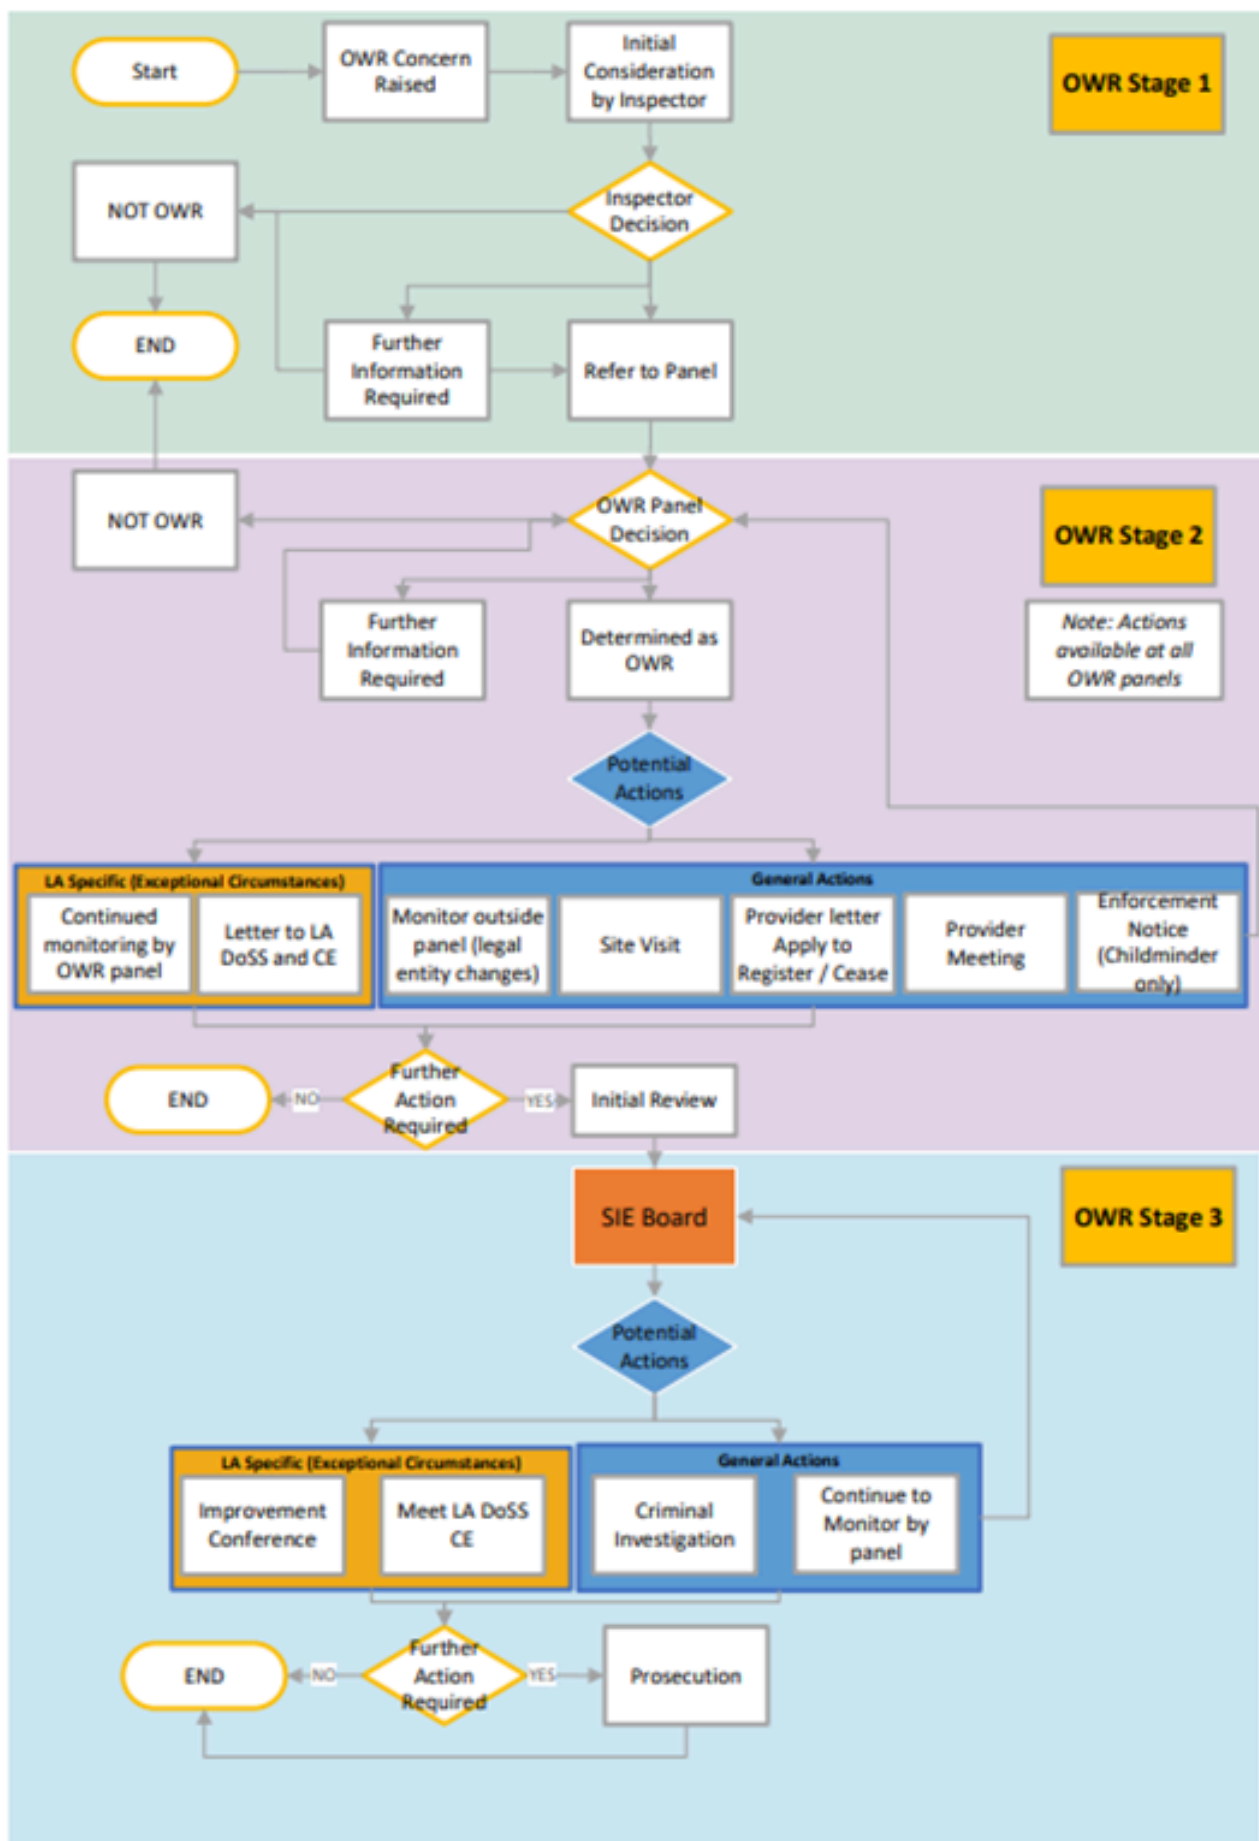 Start
OWR Concern
Raised
Initial
Consideration
by Inspector
OWR Stage 1
NOT OWR
Inspector
Decision
END
Further
Information
Required
Refer to Panel
NOT OWR
OWR Panel
Decision
OWR Stage 2
Further
Information
Required
Determined as
OWR
Note: Actions
available at all
OWR panels
Potential
Actions
LA Specific (Exceptional Circumstances)
Continued
monitoring by
OWR panel
Letter to LA
DoSS and CE
General Actions
Monitor outside
panel (legal
entity changes)
Site Visit
Provider letter
Apply to
Register / Cease
Provider
Meeting
Enforcement
Notice
(Childminder
only)
END
NO
Further
Action
Required
YES
Initial Review
SIE Board
OWR Stage 3
Potential
Actions
LA Specific (Exceptional Circumstances)
Improvement
Conference
Meet LA DoSS
CE
General Actions
Criminal
Investigation
Continue to
Monitor by
panel
END
NO
Further
Action
Required
YES
Prosecution